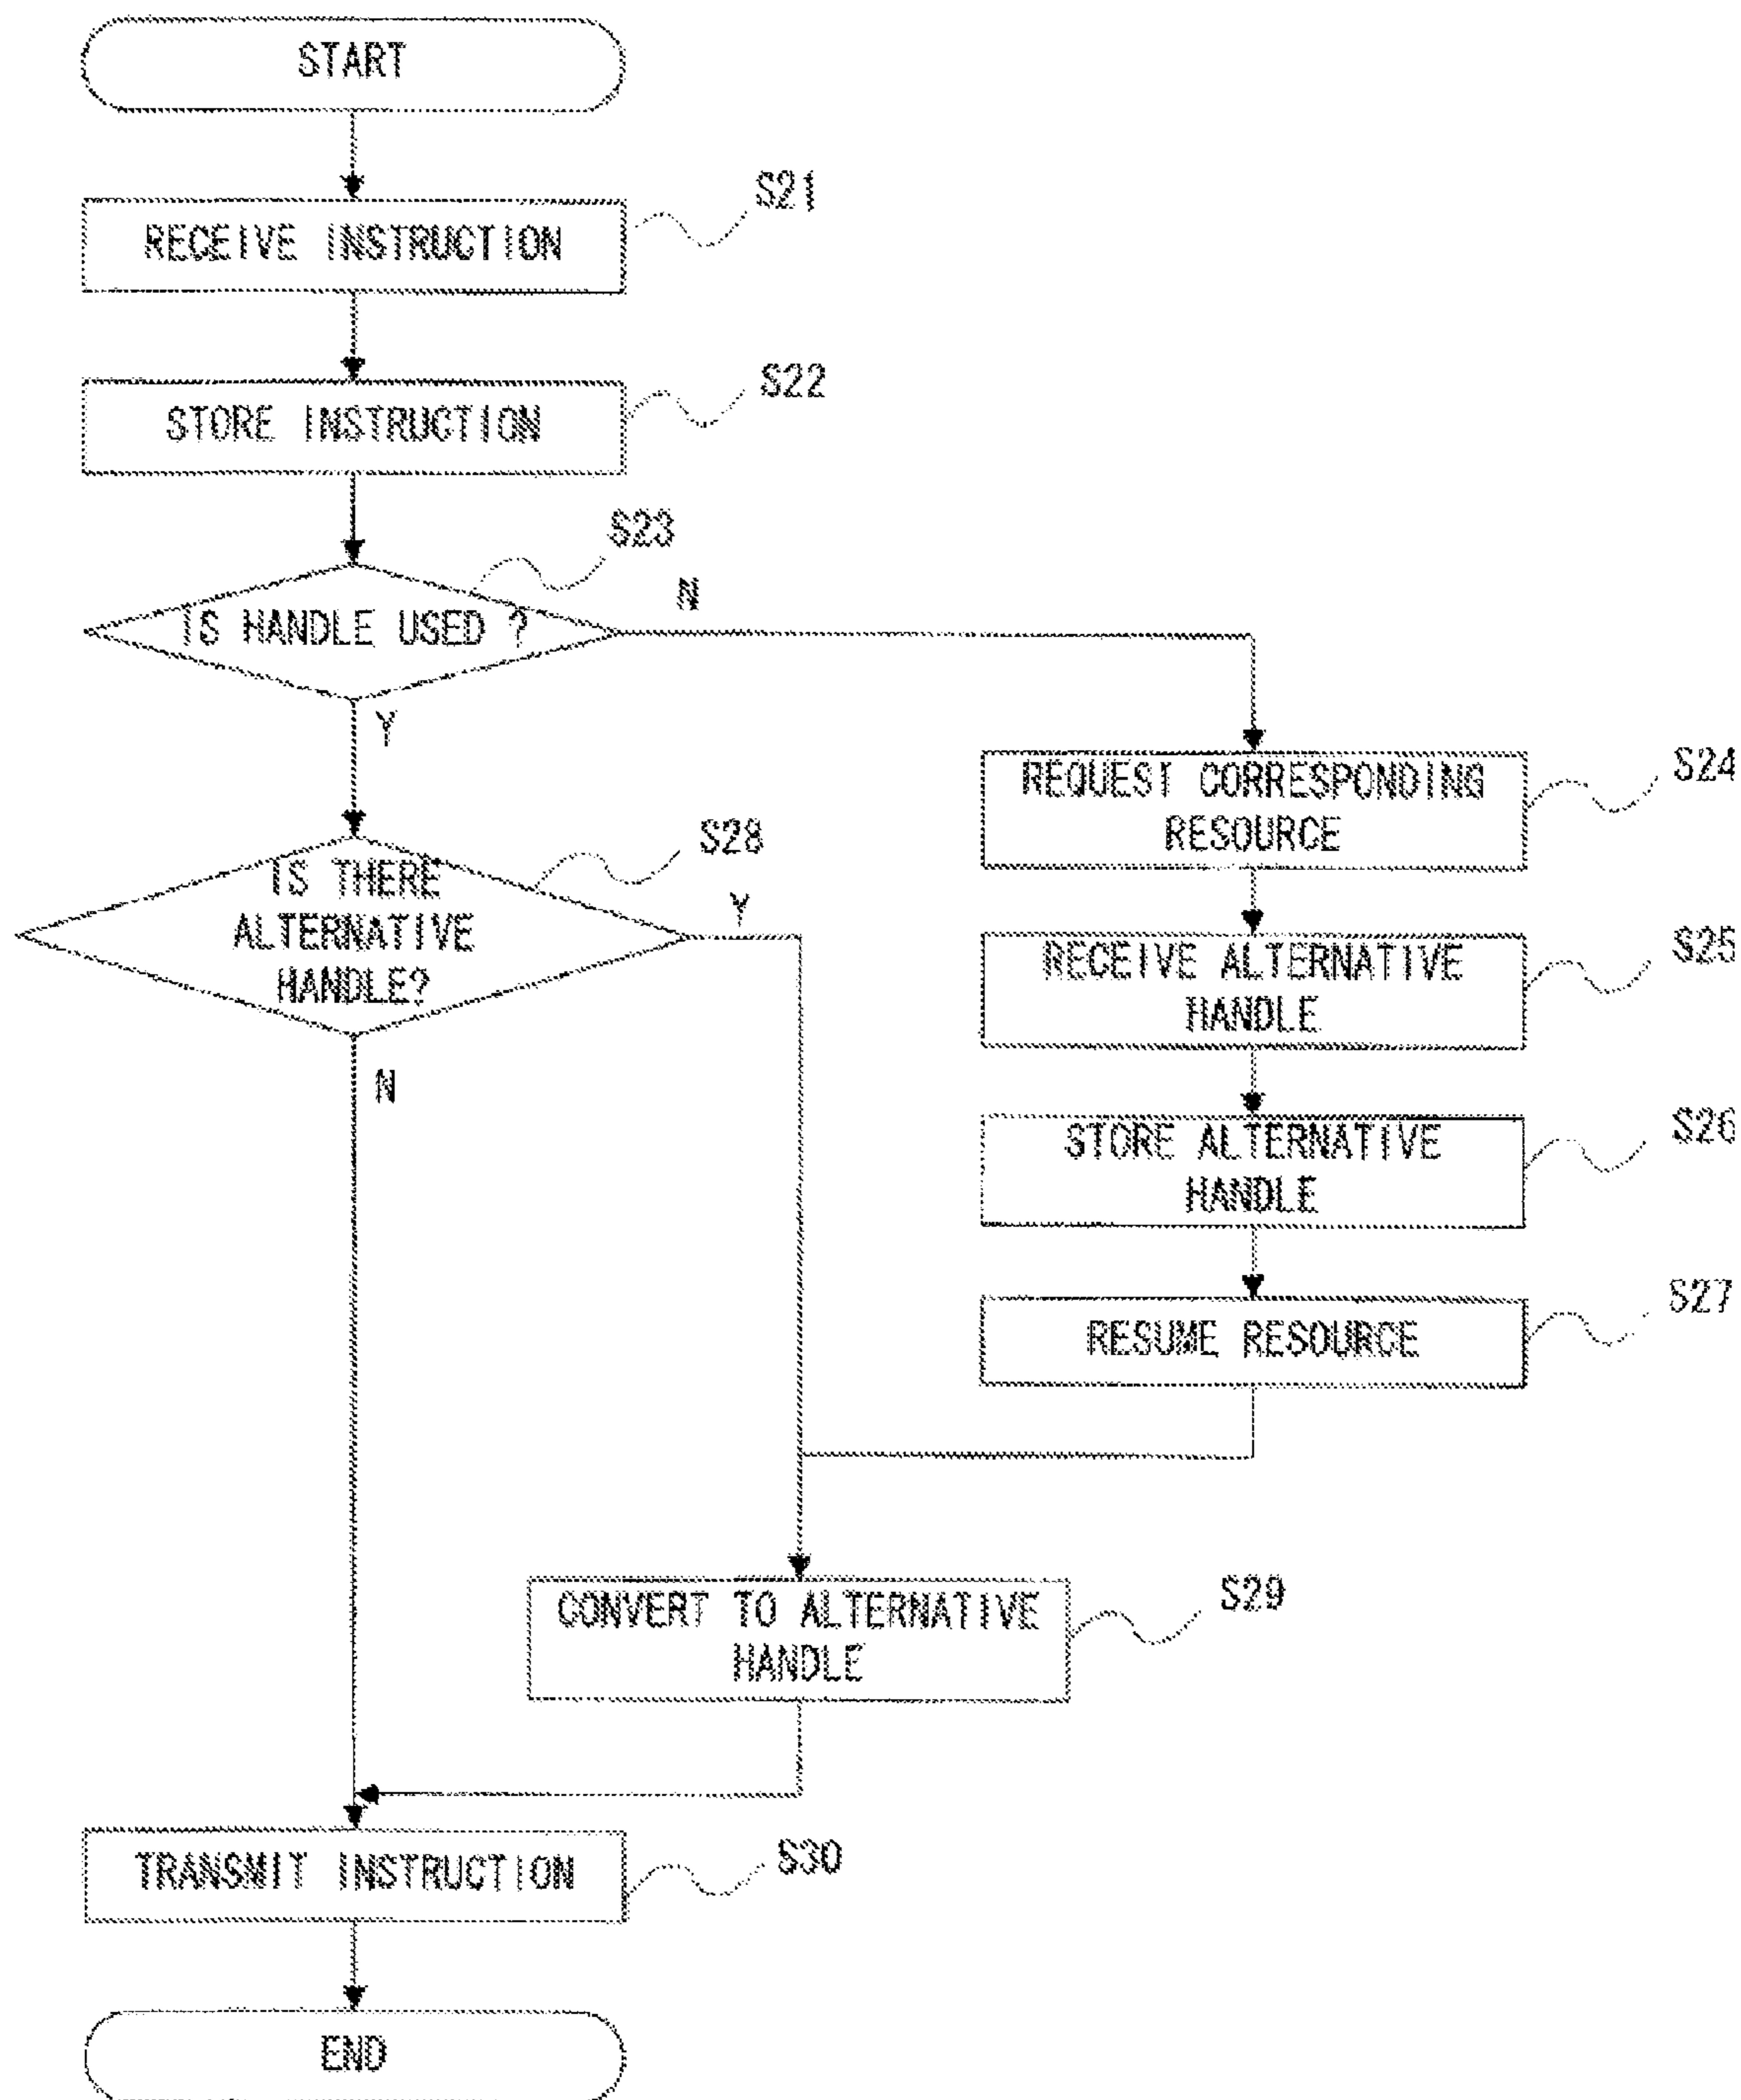 START
S21
RECEIVE INSTRUCTION
S22
STORE INSTRUCTION
S23
IS HANDLE USED ?
N
Y
S24
REQUEST CORRESPONDING
RESOURCE
S28
IS THERE
ALTERNATIVE
HANDLE?
Y
N
S25
RECEIVE ALTERNATIVE
HANDLE
S26
STORE ALTERNATIVE
HANDLE
S27
RESUME RESOURCE
S29
CONVERT TO ALTERNATIVE
HANDLE
S30
TRANSMIT INSTRUCTION
END